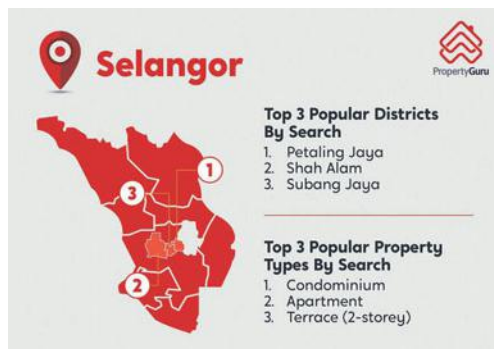 Selangor
PropertyGuru
Top 3 Popular Districts
By Search
1. Petaling Jaya
2. Shah Alam
3. Subang Jaya
1
3
2
Top 3 Popular Property
Types By Search
1. Condominium
2. Apartment
3. Terrace (2-storey)